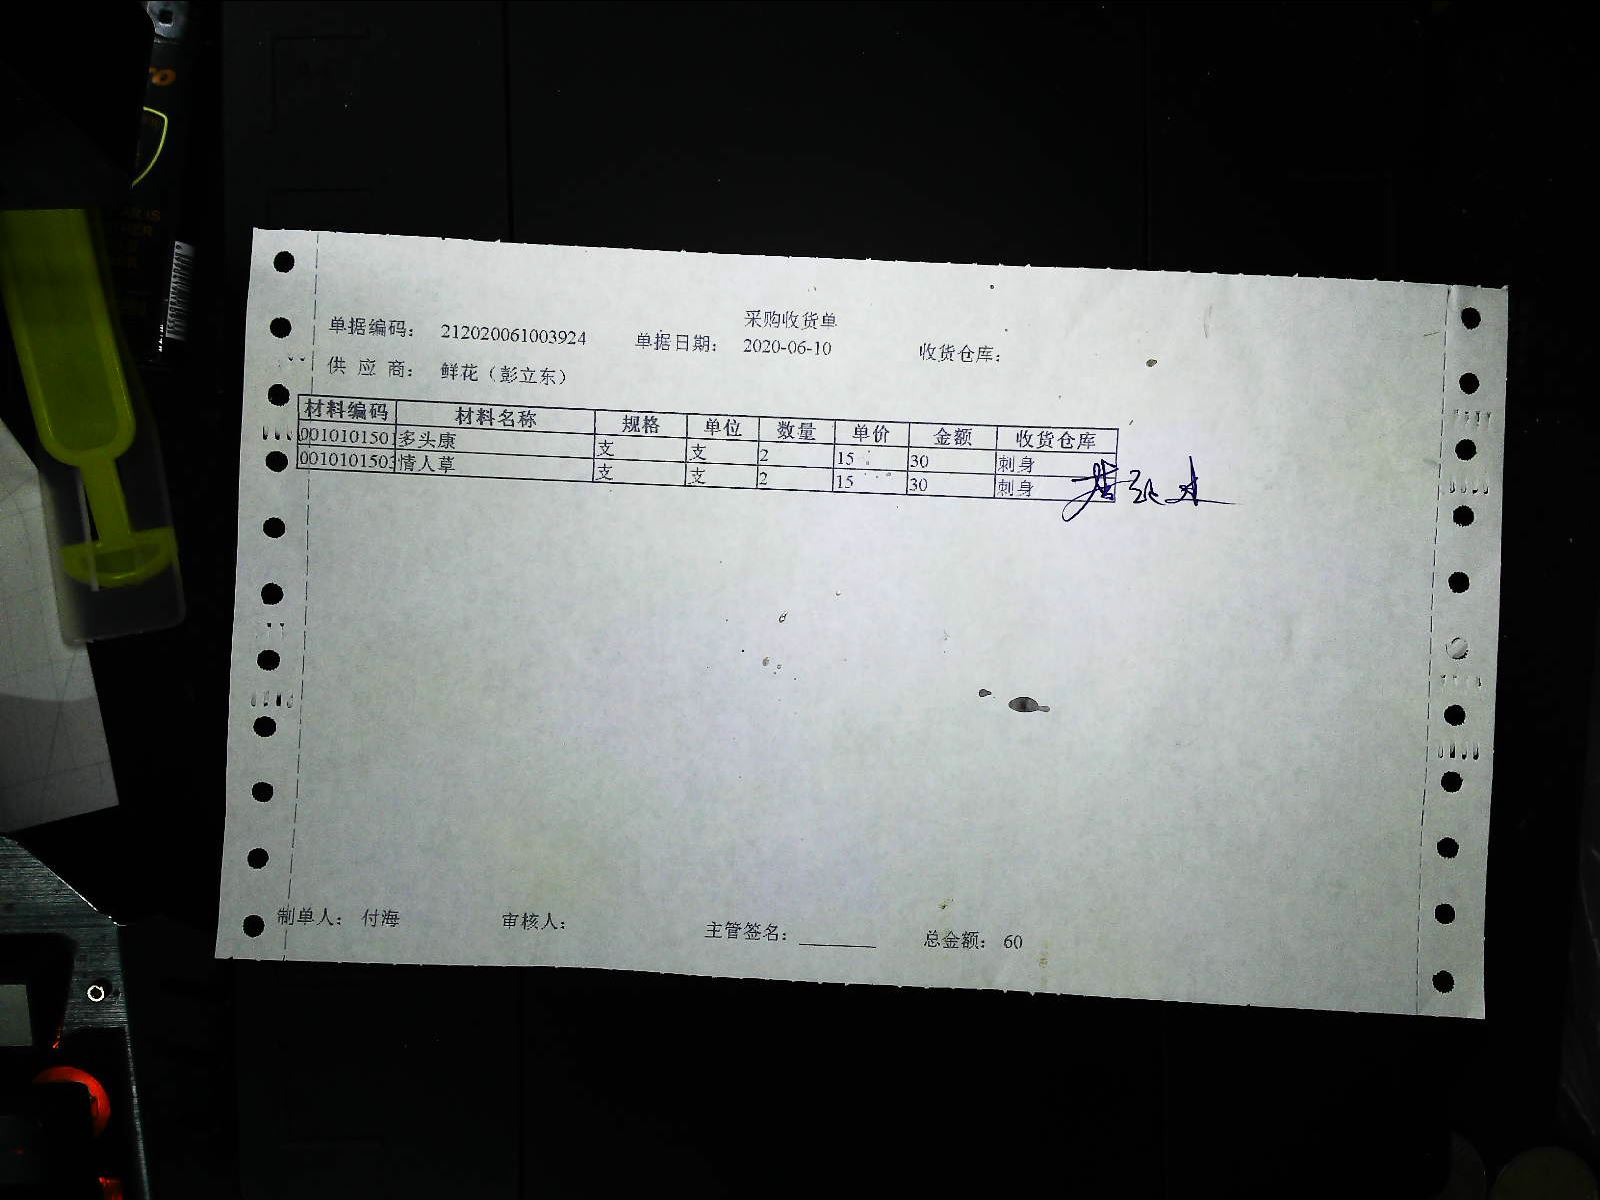 采购收货单
单据编码： 212020061003924 单据日期： 2020-06-10 收货仓库：
供 应 商： 鲜花（彭立东）
材料编码 材料名称 规格 单位 数量 单价 金额 收货仓库
0010101501 多头康 支 支 2 15 30 刺身
001010150 情人草 支 支 2 15 30 刺身
制单人： 付海 审核人： 主管签名： ________ 总金额： 60